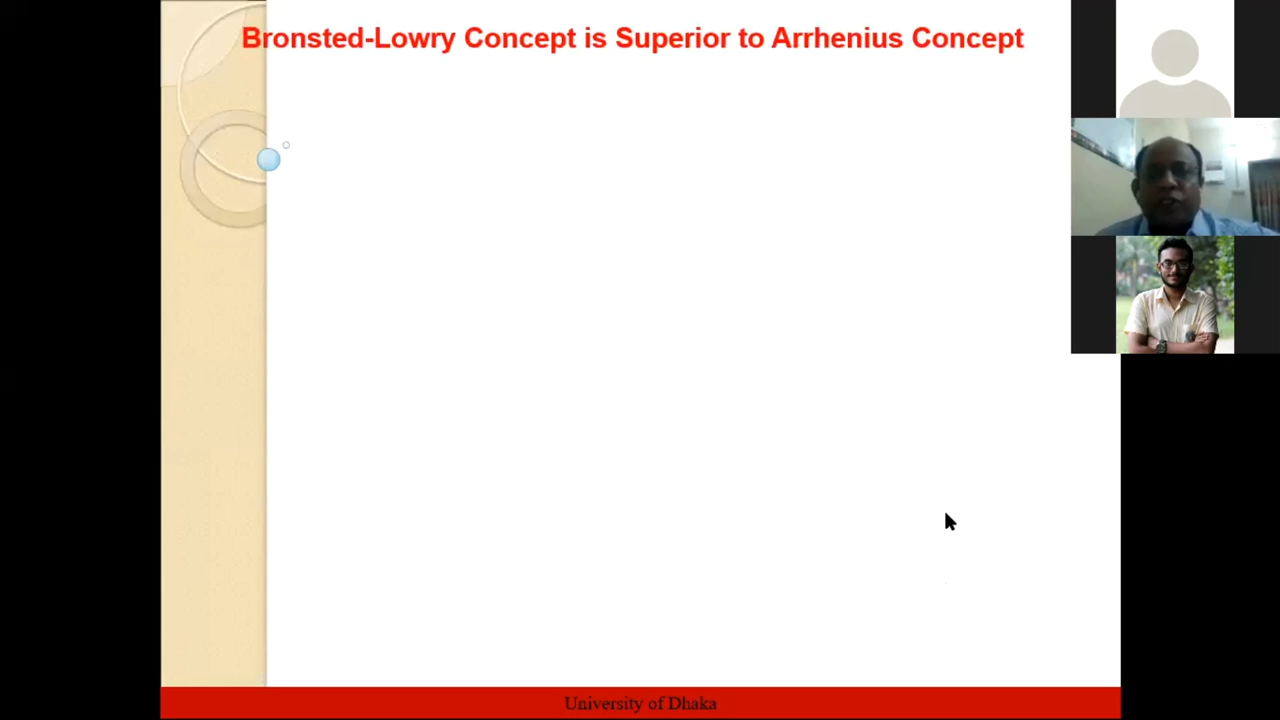 Bronsted-Lowry Concept is Superior to Arrhenius Concept
University of Dhaka